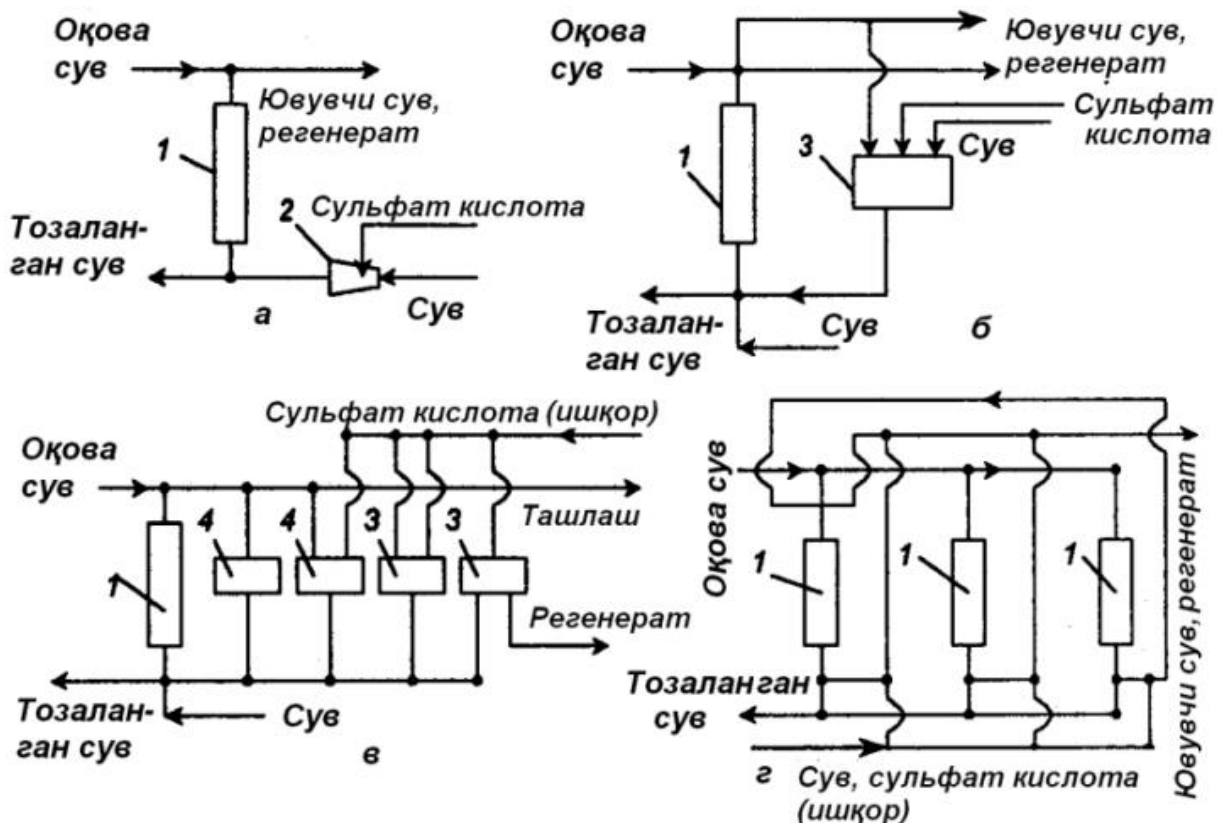 Оқова
сув
Ювувчи сув,
регенерат
1
2
Сульфат кислота
Тозалан-
ган сув
Сув
а
Оқова
сув
Ювувчи сув,
регенерат
Сульфат
кислота
Сув
1
3
Тозалан-
ган сув
Сув
б
Сульфат кислота (ишқор)
Оқова
сув
Ташлаш
1
4
4
3
3
Регенерат
Тозалан-
ган сув
Сув
в
Оқова сув
1
1
1
Ювувчи сув, регенерат
Тозаланган
сув
г
Сув, сульфат кислота
(ишқор)